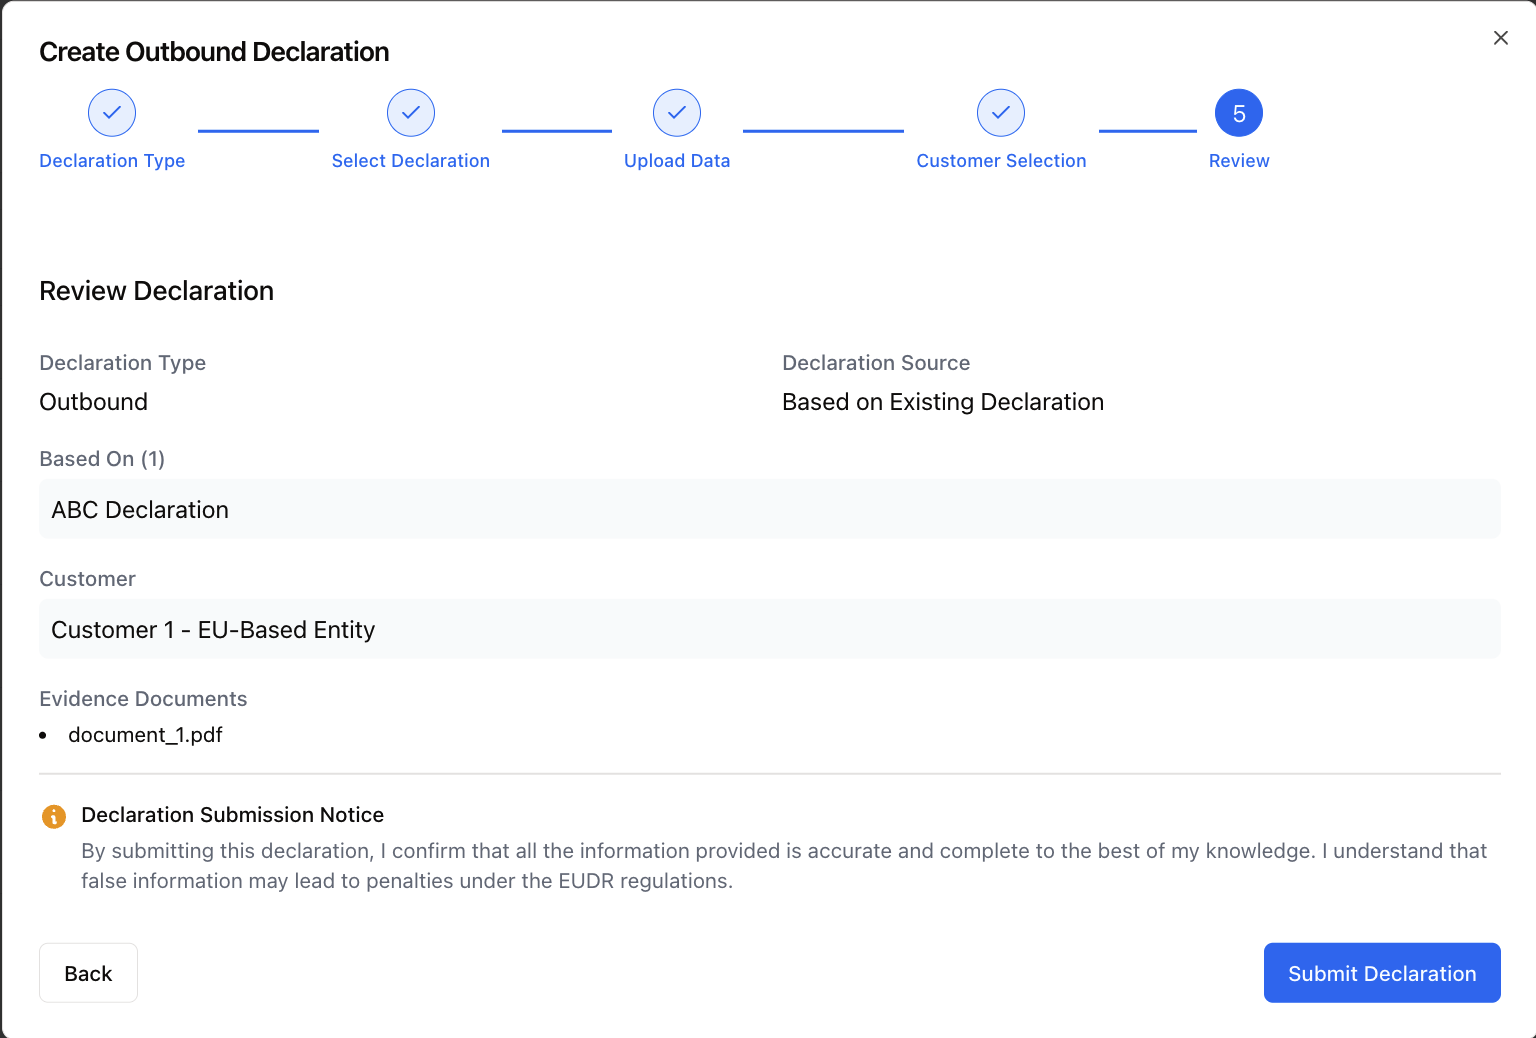 Create Outbound Declaration
Declaration Type
Select Declaration
Upload Data
Customer Selection
5
Review
Review Declaration
Declaration Type
Declaration Source
Outbound
Based on Existing Declaration
Based On (1)
ABC Declaration
Customer
Customer 1 - EU-Based Entity
Evidence Documents
• document_1.pdf
Declaration Submission Notice
By submitting this declaration, I confirm that all the information provided is accurate and complete to the best of my knowledge. I understand that
false information may lead to penalties under the EUDR regulations.
Back
Submit Declaration